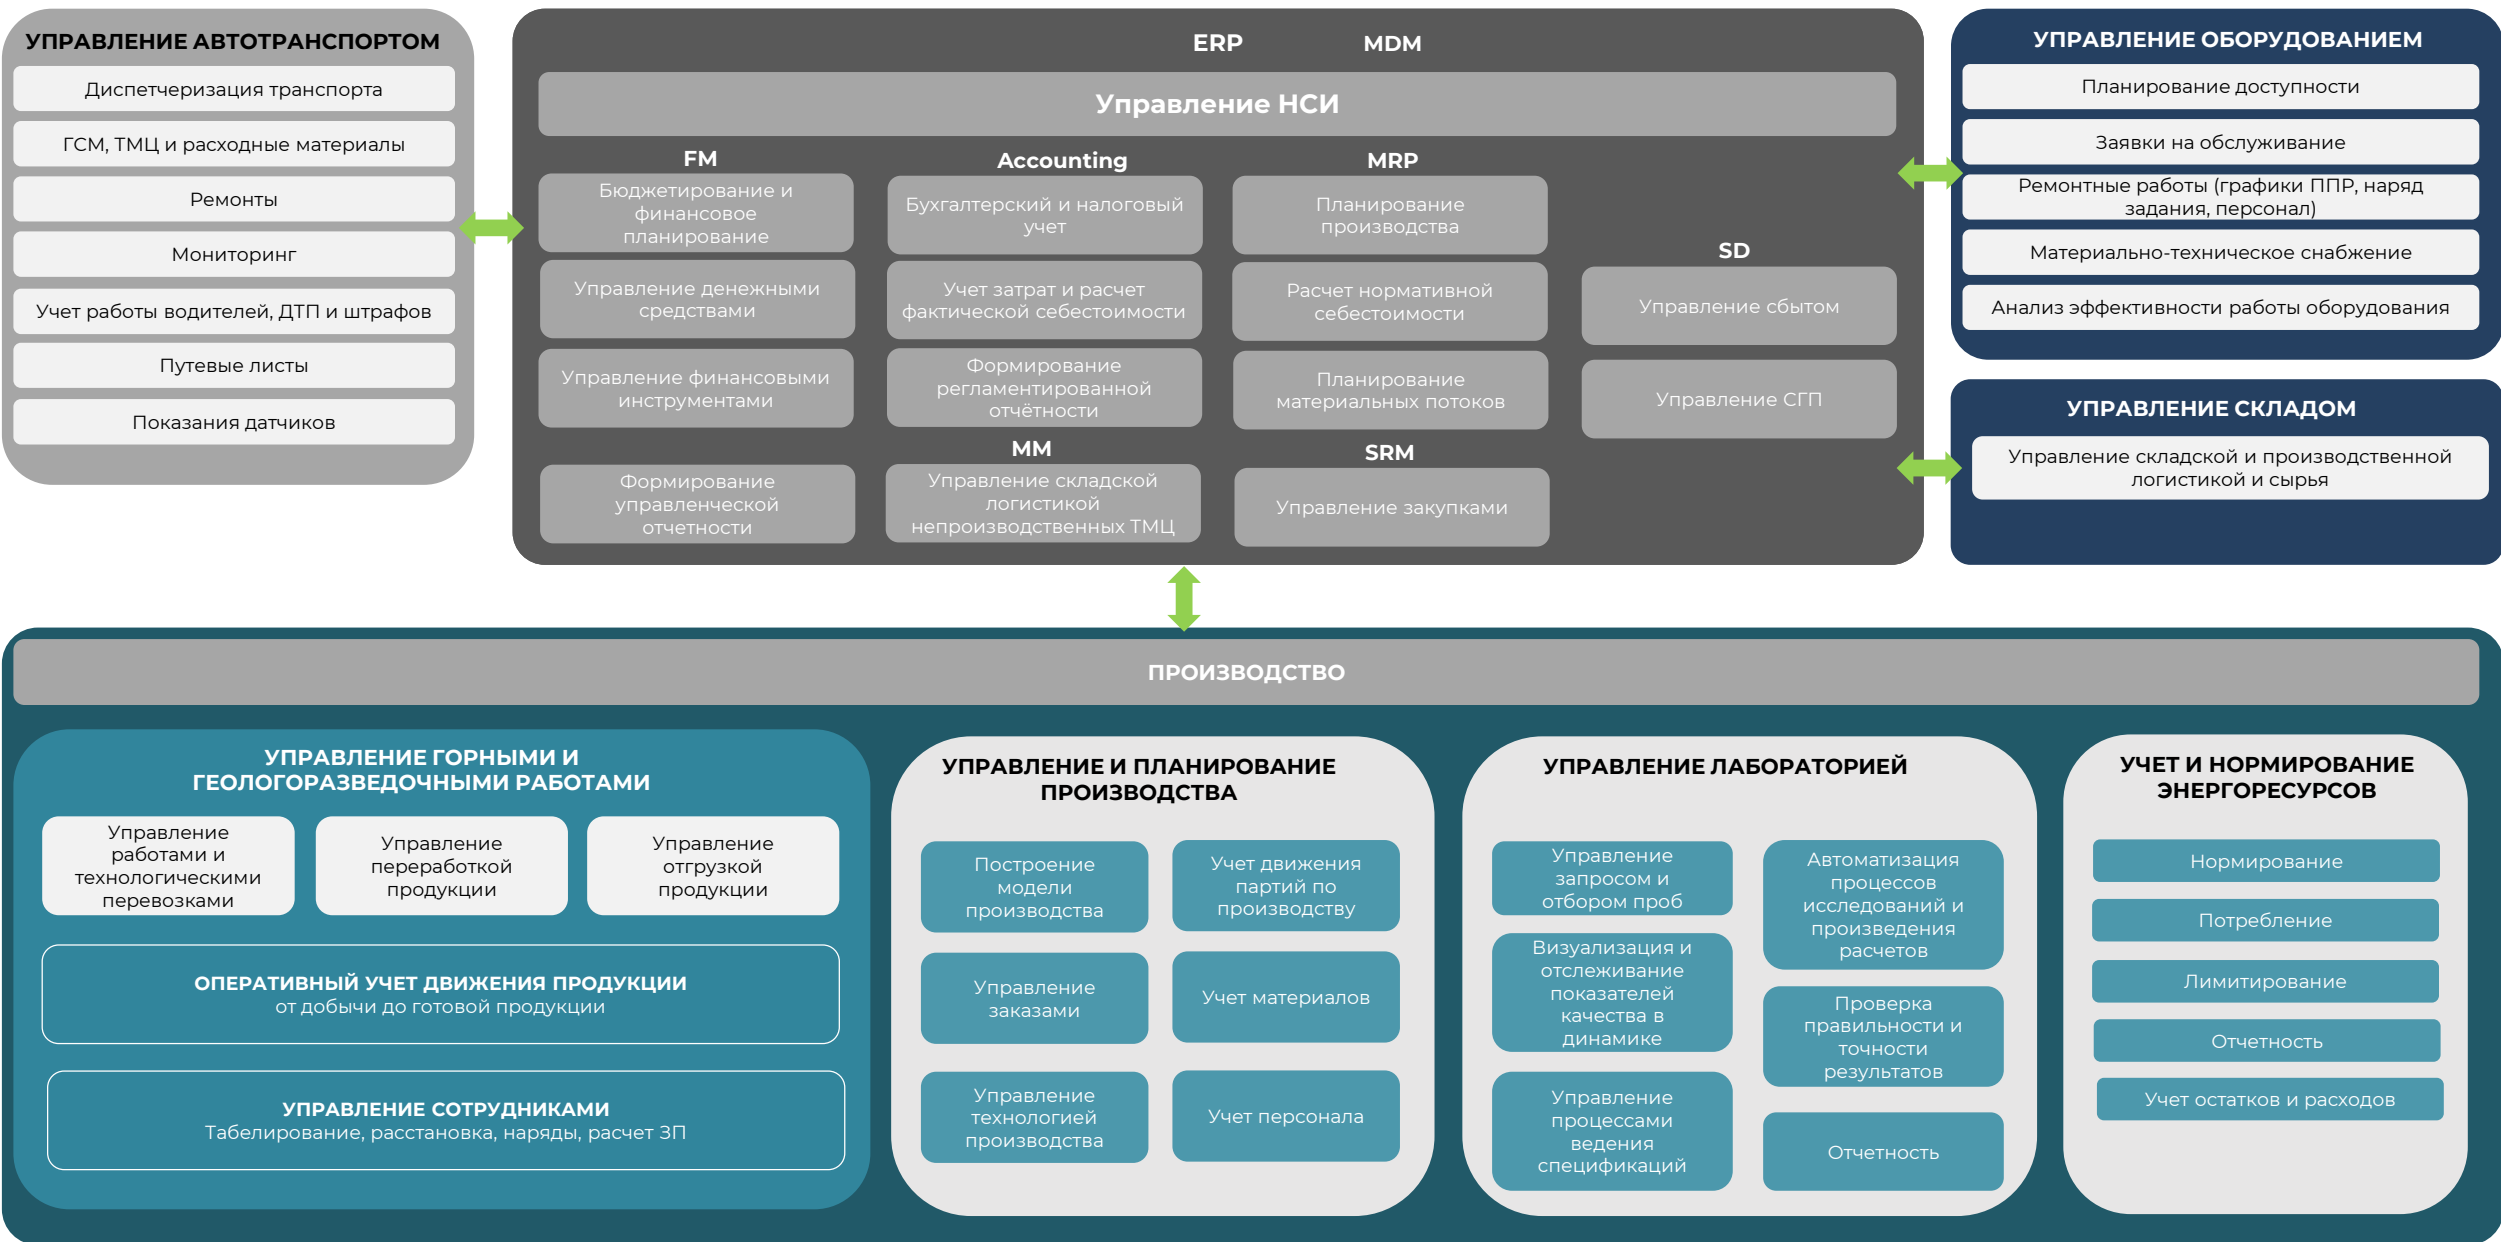 УПРАВЛЕНИЕ АВТОТРАНСПОРТОМ
Диспетчеризация транспорта
ГСМ, ТМЦ и расходные материалы
Ремонты
Мониторинг
Учет работы водителей, ДТП и штрафов
Путевые листы
Показания датчиков
ERP
MDM
Управление НСИ
FM
Бюджетирование и
финансовое
планирование
Управление денежными
средствами
Управление финансовыми
инструментами
Формирование
управленческой
отчетности
Accounting
Бухгалтерский и налоговый
учет
Учет затрат и расчет
фактической себестоимости
Формирование
регламентированной
отчётности
MM
Управление складской
логистикой
непроизводственных ТМЦ
MRP
Планирование
производства
Расчет нормативной
себестоимости
Планирование
материальных потоков
SRM
Управление закупками
SD
Управление сбытом
Управление СГП
УПРАВЛЕНИЕ ОБОРУДОВАНИЕМ
Планирование доступности
Заявки на обслуживание
Ремонтные работы (графики ППР, наряд
задания, персонал)
Материально-техническое снабжение
Анализ эффективности работы оборудования
УПРАВЛЕНИЕ СКЛАДОМ
Управление складской и производственной
логистикой и сырья
ПРОИЗВОДСТВО
УПРАВЛЕНИЕ ГОРНЫМИ И
ГЕОЛОГОРАЗВЕДОЧНЫМИ РАБОТАМИ
Управление
работами и
технологическими
перевозками
Управление
переработкой
продукции
Управление
отгрузкой
продукции
ОПЕРАТИВНЫЙ УЧЕТ ДВИЖЕНИЯ ПРОДУКЦИИ
от добычи до готовой продукции
УПРАВЛЕНИЕ СОТРУДНИКАМИ
Табелирование, расстановка, наряды, расчет ЗП
УПРАВЛЕНИЕ И ПЛАНИРОВАНИЕ
ПРОИЗВОДСТВА
Построение
модели
производства
Учет движения
партий по
производству
Управление
заказами
Учет материалов
Управление
технологией
производства
Учет персонала
УПРАВЛЕНИЕ ЛАБОРАТОРИЕЙ
Управление
запросом и
отбором проб
Визуализация и
отслеживание
показателей
качества в
динамике
Управление
процессами
ведения
спецификаций
Автоматизация
процессов
исследований и
произведения
расчетов
Проверка
правильности и
точности
результатов
Отчетность
УЧЕТ И НОРМИРОВАНИЕ
ЭНЕРГОРЕСУРСОВ
Нормирование
Потребление
Лимитирование
Отчетность
Учет остатков и расходов